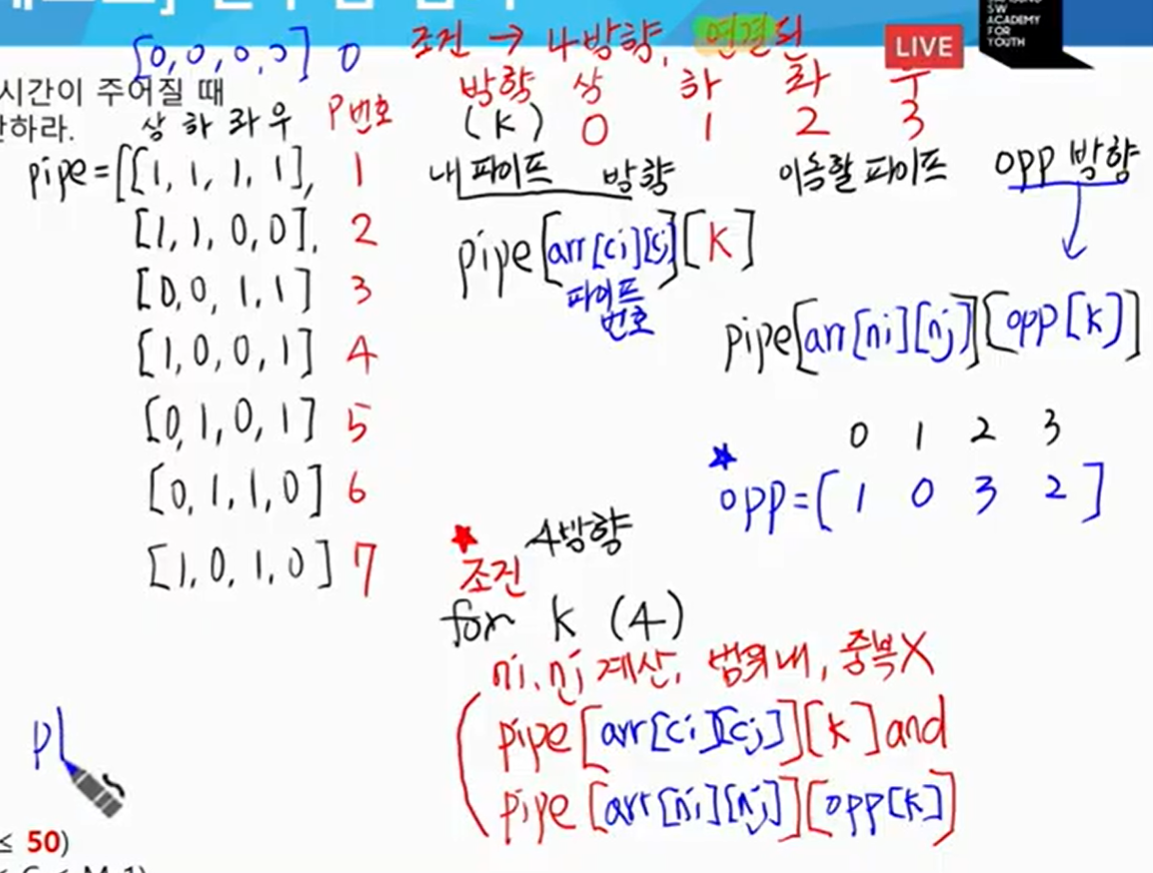 SW
ACADEMY
FOR
YOUTH
LIVE
[0, 0, 0, 0] 0
조건 → 4방향, 연결된
시간이 주어질 때
하라.
상 하 좌 우 P번호
방향 상 하 좌 우
(K) 0 1 2 3
pipe=[[1, 1, 1, 1], 1
[1, 1, 0, 0], 2
[0, 0, 1, 1] 3
[1, 0, 0, 1] 4
[0, 1, 0, 1] 5
[0, 1, 1, 0] 6
[1, 0, 1, 0] 7
내 파이프 방향
pipe[arr[ci][cj]][K]
파이프
번호
이동할 파이프 opp 방향
pipe[arr[ni][nj]][opp[k]]
0 1 2 3
★ opp=[1 0 3 2]
★ 조건 4방향
for k (4)
ni, nj 계산, 범위내, 중복X
(pipe[arr[ci][cj]][k] and
pipe[arr[ni][nj]][opp[k]]
≤ 50)